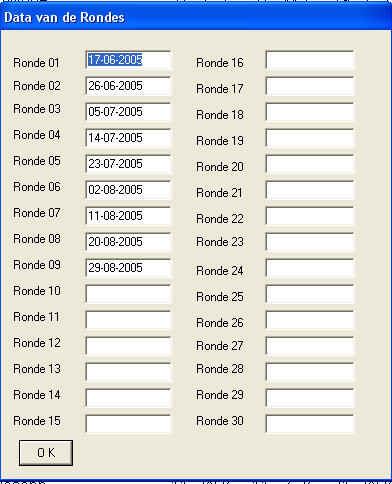 Data van de Rondes
Ronde 01 17-06-2005
Ronde 02 26-06-2005
Ronde 03 05-07-2005
Ronde 04 14-07-2005
Ronde 05 23-07-2005
Ronde 06 02-08-2005
Ronde 07 11-08-2005
Ronde 08 20-08-2005
Ronde 09 29-08-2005
Ronde 10
Ronde 11
Ronde 12
Ronde 13
Ronde 14
Ronde 15
Ronde 16
Ronde 17
Ronde 18
Ronde 19
Ronde 20
Ronde 21
Ronde 22
Ronde 23
Ronde 24
Ronde 25
Ronde 26
Ronde 27
Ronde 28
Ronde 29
Ronde 30
O K